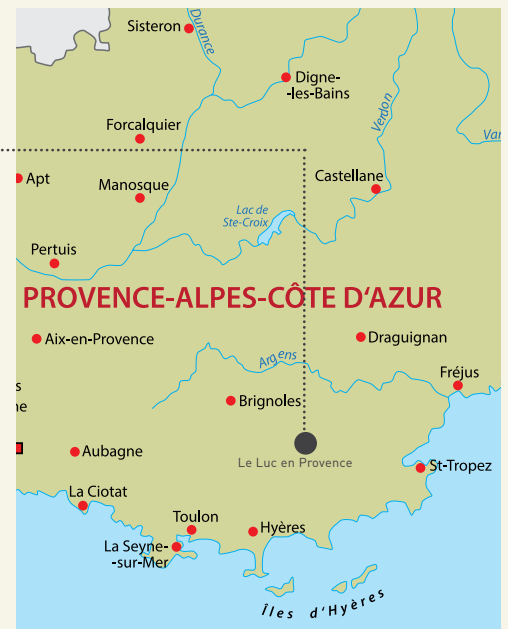 Sisteron
Durance
Digne-
-les-Bains
Forcalquier
Verdon
Var
Apt
Manosque
Castellane
Lac de
Ste-Croix
Pertuis
PROVENCE-ALPES-CÔTE D'AZUR
Aix-en-Provence
Draguignan
Argens
Fréjus
s
Brignoles
ne
Aubagne
Le Luc en Provence
St-Tropez
La Ciotat
Toulon
Hyères
La Seyne-
-sur-Mer
Îles d'Hyères